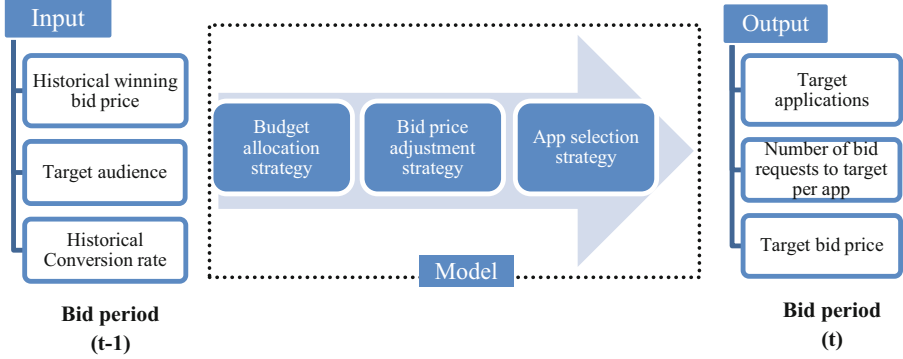 Input
Historical winning
bid price
Target audience
Historical
Conversion rate
Bid period
(t-1)
Budget
allocation
strategy
Bid price
adjustment
strategy
App selection
strategy
Model
Output
Target
applications
Number of bid
requests to target
per app
Target bid price
Bid period
(t)